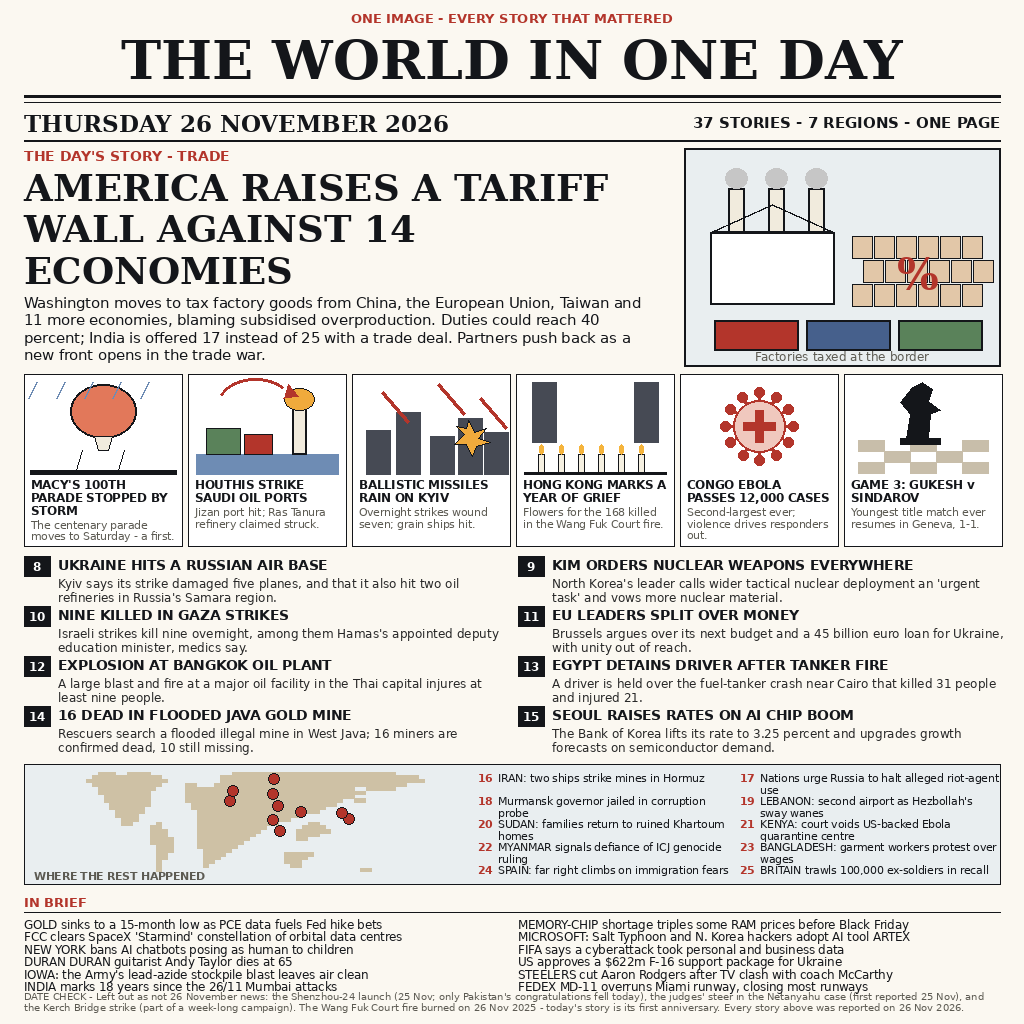 ONE IMAGE - EVERY STORY THAT MATTERED
THE WORLD IN ONE DAY
THURSDAY 26 NOVEMBER 2026
37 STORIES - 7 REGIONS - ONE PAGE
THE DAY'S STORY - TRADE
AMERICA RAISES A TARIFF
WALL AGAINST 14
ECONOMIES
Washington moves to tax factory goods from China, the European Union, Taiwan and
11 more economies, blaming subsidised overproduction. Duties could reach 40
percent; India is offered 17 instead of 25 with a trade deal. Partners push back as a
new front opens in the trade war.
%
Factories taxed at the border
MACY'S 100TH
PARADE STOPPED BY
STORM
The centenary parade
moves to Saturday - a first.
HOUTHIS STRIKE
SAUDI OIL PORTS
Jizan port hit; Ras Tanura
refinery claimed struck.
BALLISTIC MISSILES
RAIN ON KYIV
Overnight strikes wound
seven; grain ships hit.
HONG KONG MARKS A
YEAR OF GRIEF
Flowers for the 168 killed
in the Wang Fuk Court fire.
CONGO EBOLA
PASSES 12,000 CASES
Second-largest ever;
violence drives responders
out.
GAME 3: GUKESH v
SINDAROV
Youngest title match ever
resumes in Geneva, 1-1.
8 UKRAINE HITS A RUSSIAN AIR BASE
Kyiv says its strike damaged five planes, and that it also hit two oil
refineries in Russia's Samara region.
9 KIM ORDERS NUCLEAR WEAPONS EVERYWHERE
North Korea's leader calls wider tactical nuclear deployment an 'urgent
task' and vows more nuclear material.
10 NINE KILLED IN GAZA STRIKES
Israeli strikes kill nine overnight, among them Hamas's appointed deputy
education minister, medics say.
11 EU LEADERS SPLIT OVER MONEY
Brussels argues over its next budget and a 45 billion euro loan for Ukraine,
with unity out of reach.
12 EXPLOSION AT BANGKOK OIL PLANT
A large blast and fire at a major oil facility in the Thai capital injures at
least nine people.
13 EGYPT DETAINS DRIVER AFTER TANKER FIRE
A driver is held over the fuel-tanker crash near Cairo that killed 31 people
and injured 21.
14 16 DEAD IN FLOODED JAVA GOLD MINE
Rescuers search a flooded illegal mine in West Java; 16 miners are
confirmed dead, 10 still missing.
15 SEOUL RAISES RATES ON AI CHIP BOOM
The Bank of Korea lifts its rate to 3.25 percent and upgrades growth
forecasts on semiconductor demand.
WHERE THE REST HAPPENED
16 IRAN: two ships strike mines in Hormuz
17 Nations urge Russia to halt alleged riot-agent
use
18 Murmansk governor jailed in corruption
probe
19 LEBANON: second airport as Hezbollah's
sway wanes
20 SUDAN: families return to ruined Khartoum
homes
21 KENYA: court voids US-backed Ebola
quarantine centre
22 MYANMAR signals defiance of ICJ genocide
ruling
23 BANGLADESH: garment workers protest over
wages
24 SPAIN: far right climbs on immigration fears
25 BRITAIN trawls 100,000 ex-soldiers in recall
IN BRIEF
GOLD sinks to a 15-month low as PCE data fuels Fed hike bets
FCC clears SpaceX 'Starmind' constellation of orbital data centres
NEW YORK bans AI chatbots posing as human to children
DURAN DURAN guitarist Andy Taylor dies at 65
IOWA: the Army's lead-azide stockpile blast leaves air clean
INDIA marks 18 years since the 26/11 Mumbai attacks
MEMORY-CHIP shortage triples some RAM prices before Black Friday
MICROSOFT: Salt Typhoon and N. Korea hackers adopt AI tool ARTEX
FIFA says a cyberattack took personal and business data
US approves a $622m F-16 support package for Ukraine
STEELERS cut Aaron Rodgers after TV clash with coach McCarthy
FEDEX MD-11 overruns Miami runway, closing most runways
DATE CHECK - Left out as not 26 November news: the Shenzhou-24 launch (25 Nov; only Pakistan's congratulations fell today), the judges' steer in the Netanyahu case (first reported 25 Nov), and
the Kerch Bridge strike (part of a week-long campaign). The Wang Fuk Court fire burned on 26 Nov 2025 - today's story is its first anniversary. Every story above was reported on 26 Nov 2026.